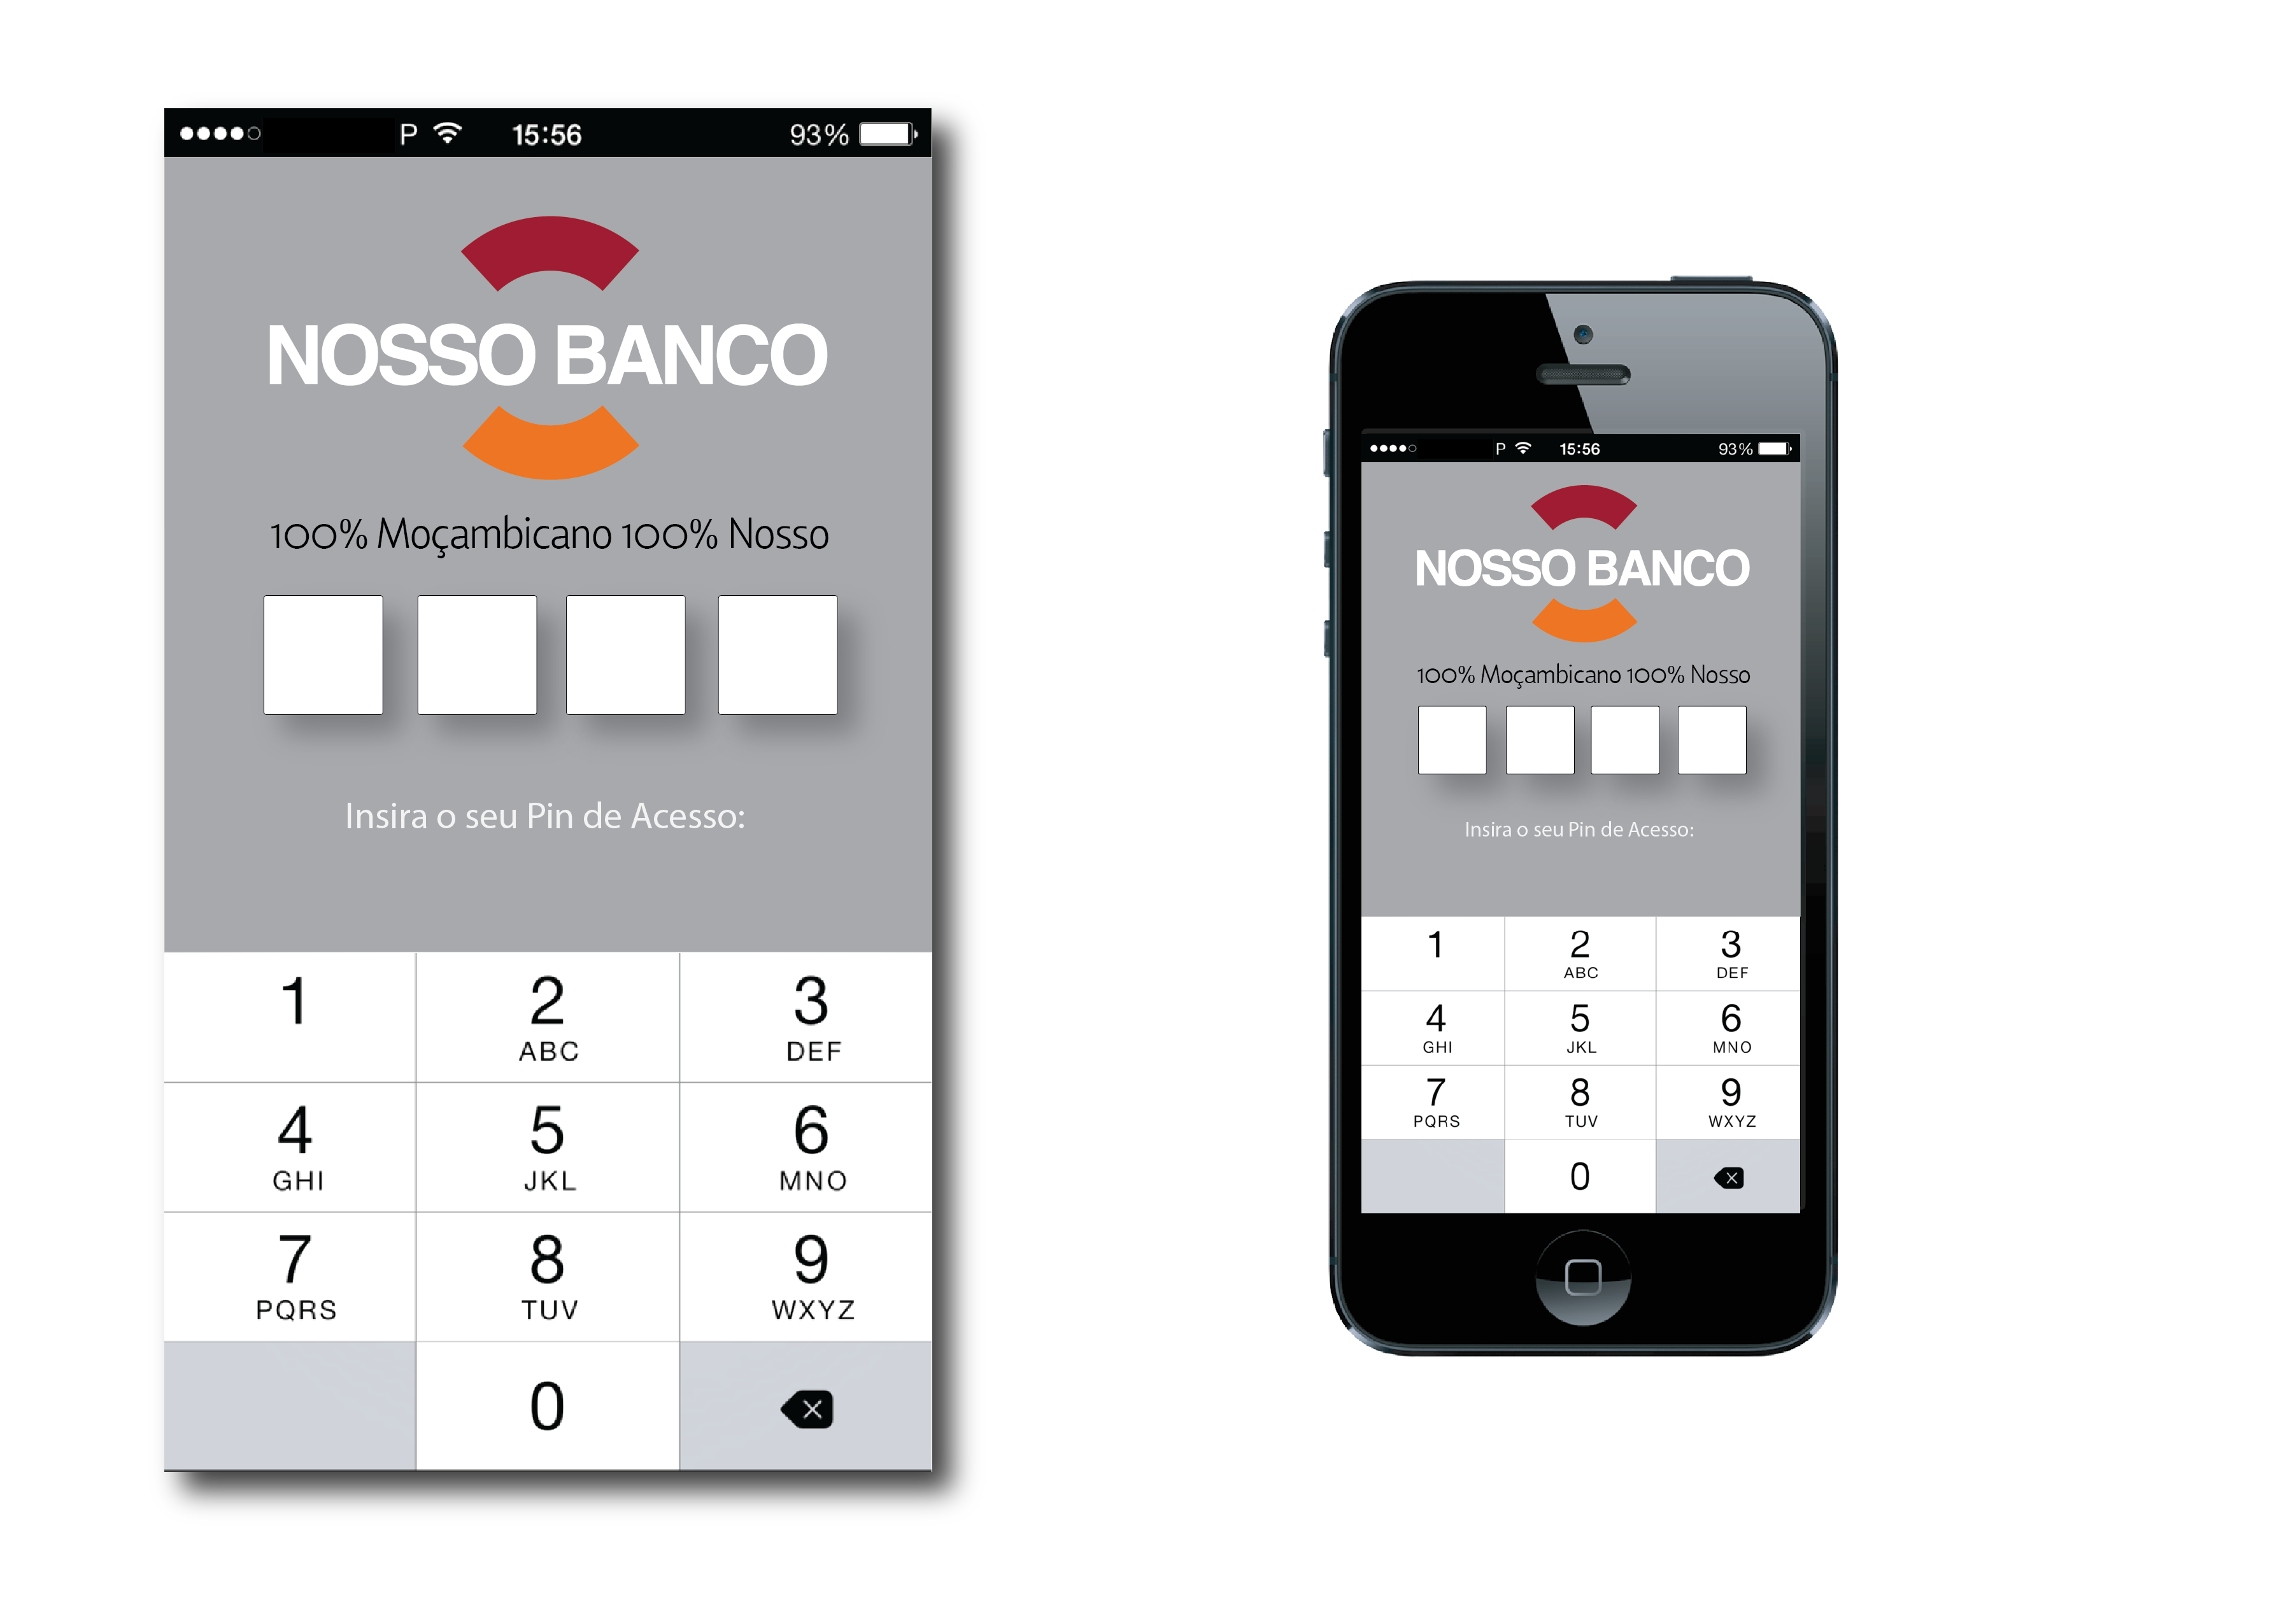 P 15:56 93%
NOSSO BANCO
100% Moçambicano 100% Nosso
Insira o seu Pin de Acesso:
1 2 3
ABC DEF
4 5 6
GHI JKL MNO
7 8 9
PQRS TUV WXYZ
0
P 15:56 93%
NOSSO BANCO
100% Moçambicano 100% Nosso
Insira o seu Pin de Acesso:
1 2 3
ABC DEF
4 5 6
GHI JKL MNO
7 8 9
PQRS TUV WXYZ
0